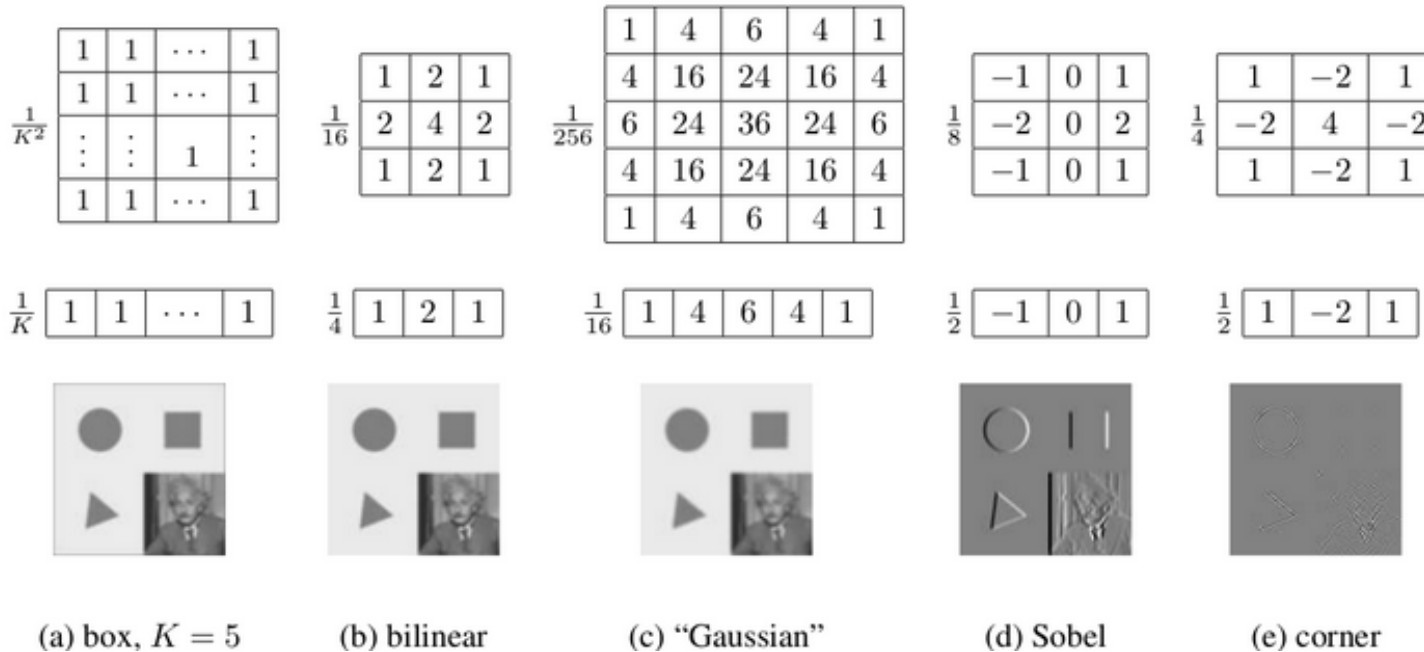 1/K² 
1 1 ⋯ 1
1 1 ⋯ 1
⋮ ⋮ 1 ⋮
1 1 ⋯ 1
1/16
1 2 1
2 4 2
1 2 1
1/256
1 4 6 4 1
4 16 24 16 4
6 24 36 24 6
4 16 24 16 4
1 4 6 4 1
1/8
−1 0 1
−2 0 2
−1 0 1
1/4
1 −2 1
−2 4 −2
1 −2 1
1/K 1 1 ⋯ 1
1/4 1 2 1
1/16 1 4 6 4 1
1/2 −1 0 1
1/2 1 −2 1
(a) box, K = 5
(b) bilinear
(c) “Gaussian”
(d) Sobel
(e) corner